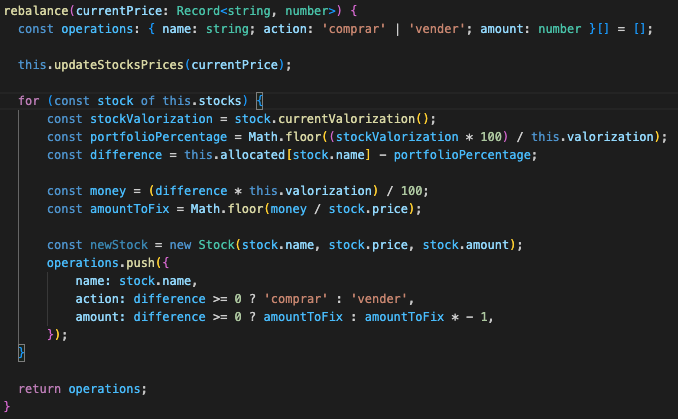 rebalance(currentPrice: Record<string, number>) {
  const operations: { name: string; action: 'comprar' | 'vender'; amount: number }[] = [];

  this.updateStocksPrices(currentPrice);

  for (const stock of this.stocks) {
      const stockValorization = stock.currentValorization();
      const portfolioPercentage = Math.floor((stockValorization * 100) / this.valorization);
      const difference = this.allocated[stock.name] - portfolioPercentage;

      const money = (difference * this.valorization) / 100;
      const amountToFix = Math.floor(money / stock.price);

      const newStock = new Stock(stock.name, stock.price, stock.amount);
      operations.push({
          name: stock.name,
          action: difference >= 0 ? 'comprar' : 'vender',
          amount: difference >= 0 ? amountToFix : amountToFix * - 1,
      });
  }

  return operations;
}